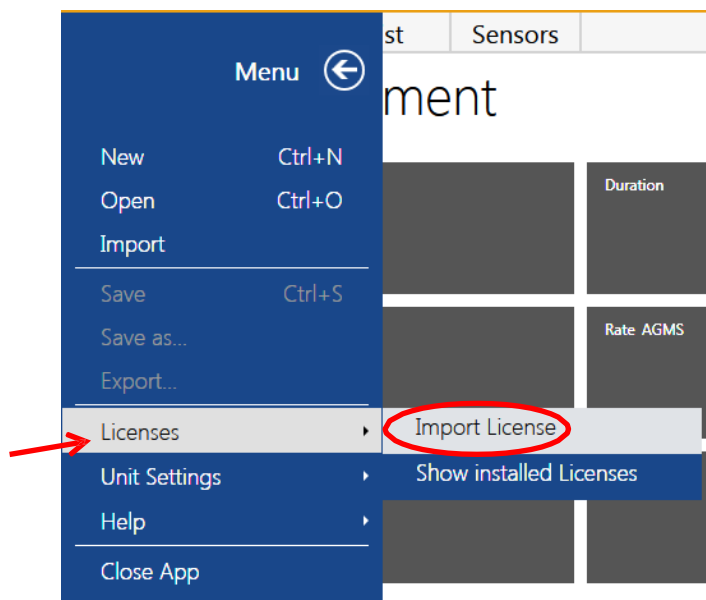 st
Sensors
Menu
ment
New Ctrl+N
Open Ctrl+O
Import
Save Ctrl+S
Save as...
Export...
Licenses
Import License
Show installed Licenses
Unit Settings
Help
Close App
Duration
Rate AGMS